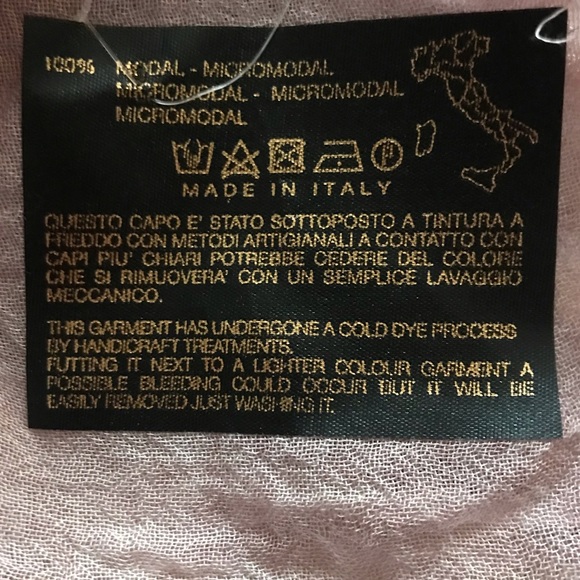 100% MODAL - MICROMODAL
MICROMODAL - MICROMODAL
MICROMODAL
MADE IN ITALY
QUESTO CAPO E' STATO SOTTOPOSTO A TINTURA A
FREDDO CON METODI ARTIGIANALI A CONTATTO CON
CAPI PIU' CHIARI POTREBBE CEDERE DEL COLORE
CHE SI RIMUOVERA' CON UN SEMPLICE LAVAGGIO
MECCANICO.
THIS GARMENT HAS UNDERGONE A COLD DYE PROCESS
BY HANDICRAFT TREATMENTS.
PUTTING IT NEXT TO A LIGHTER COLOUR GARMENT A
POSSIBLE BLEEDING COULD OCCUR BUT IT WILL BE
EASILY REMOVED JUST WASHING IT.